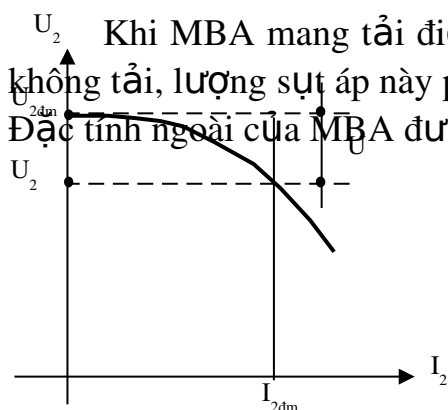 U2
Khi MBA mang tải đi
không tải, lượng sụt áp này p
U2đm
Đặc tính ngoài của MBA đư
U
U2
I2
I2đm